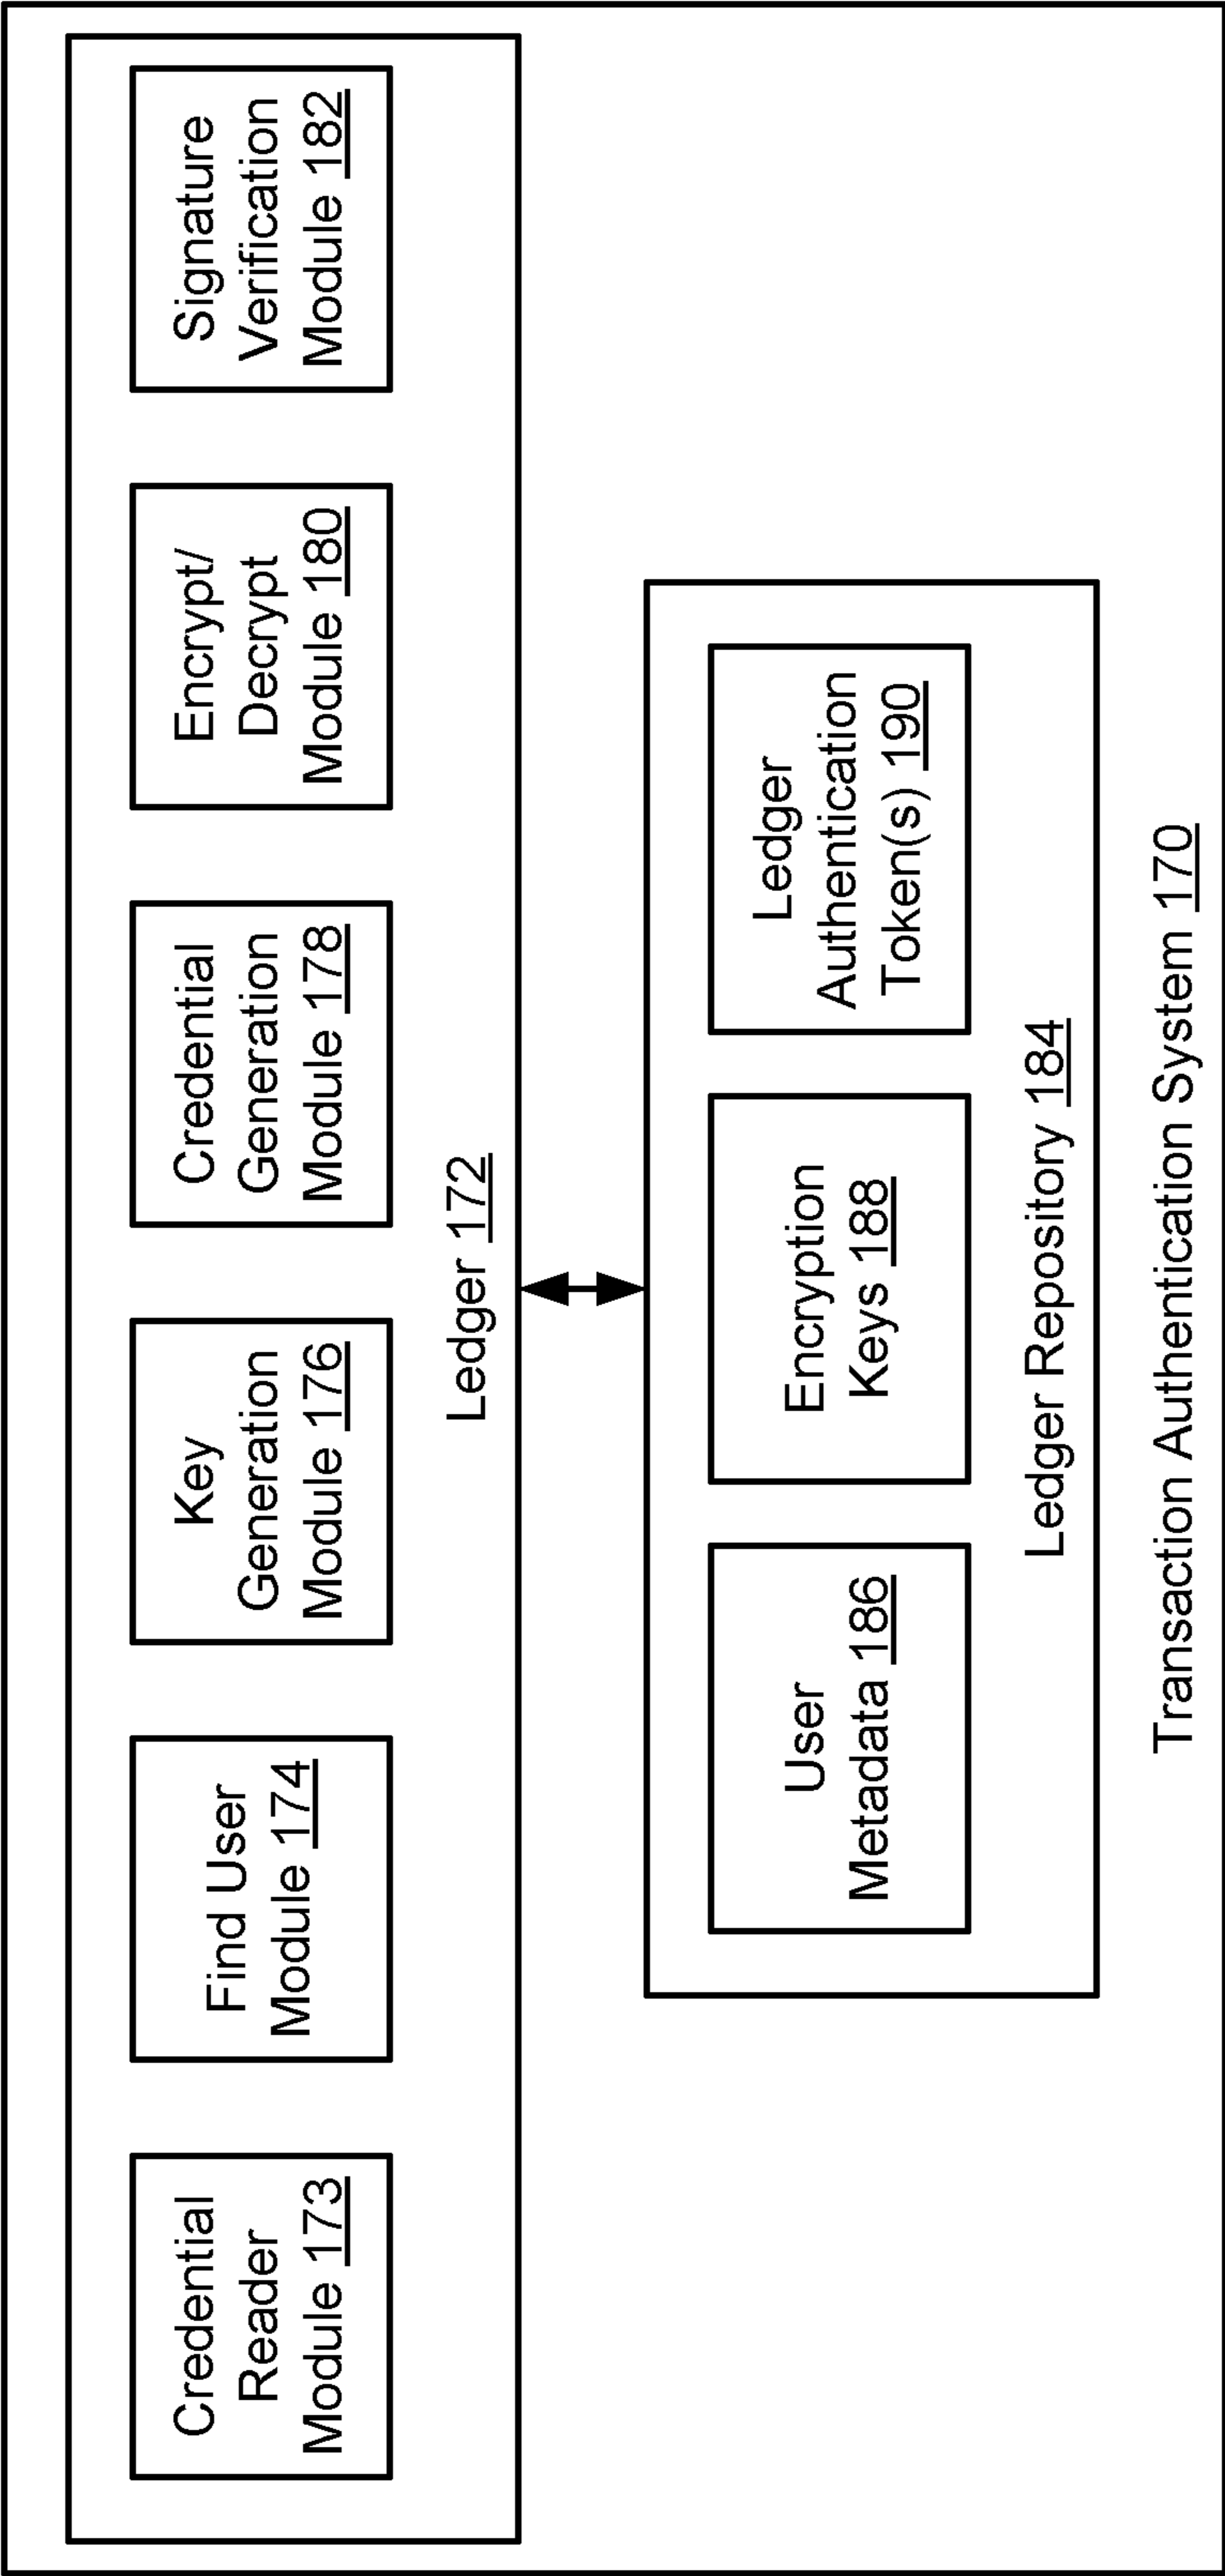 Credential
Reader
Module 173
Find User
Module 174
Key
Generation
Module 176
Credential
Generation
Module 178
Encrypt/
Decrypt
Module 180
Signature
Verification
Module 182
Ledger 172
User
Metadata 186
Encryption
Keys 188
Ledger
Authentication
Token(s) 190
Ledger Repository 184
Transaction Authentication System 170